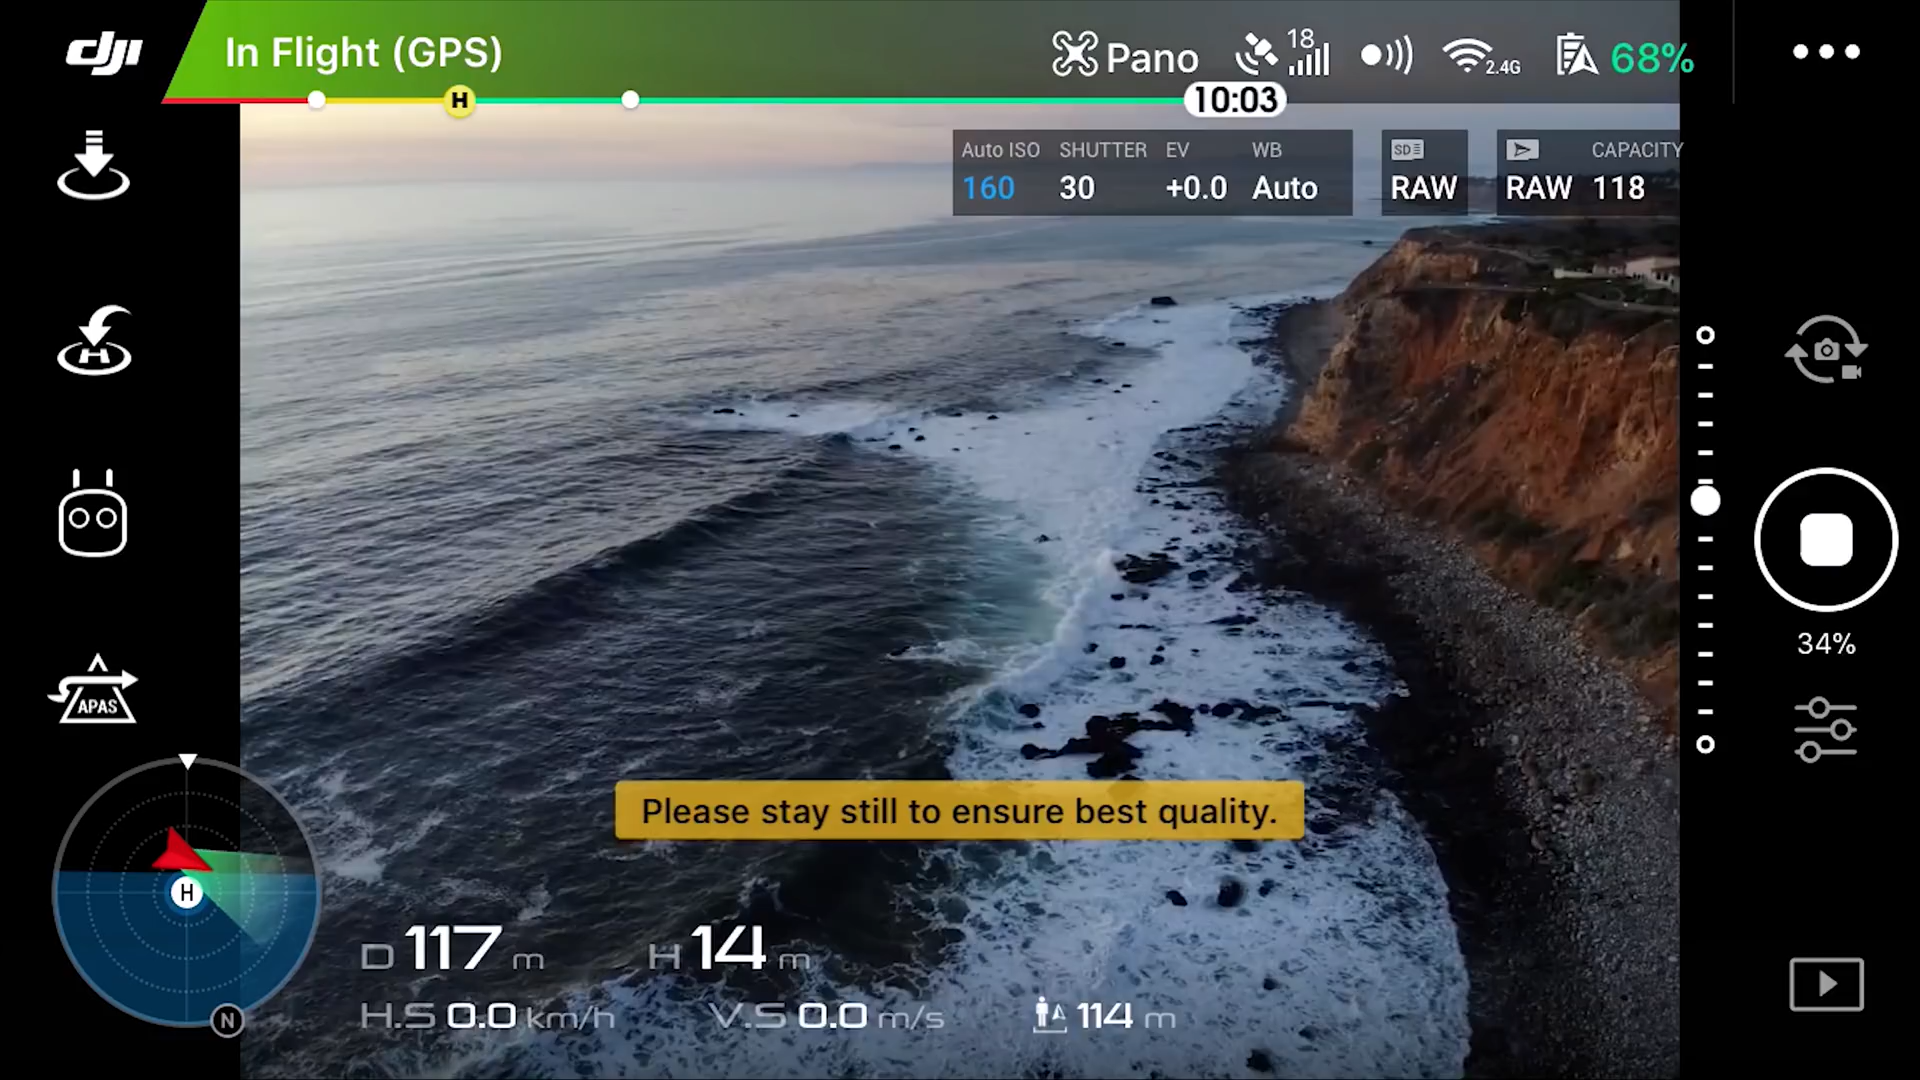 dji
In Flight (GPS)
Pano
18
2.4G
68%
H
10:03
Auto ISO SHUTTER EV WB
160 30 +0.0 Auto
SD
RAW
CAPACITY
RAW 118
H
APAS
34%
Please stay still to ensure best quality.
H
N
D 117 m H 14 m
H.S 0.0 km/h V.S 0.0 m/s 114 m